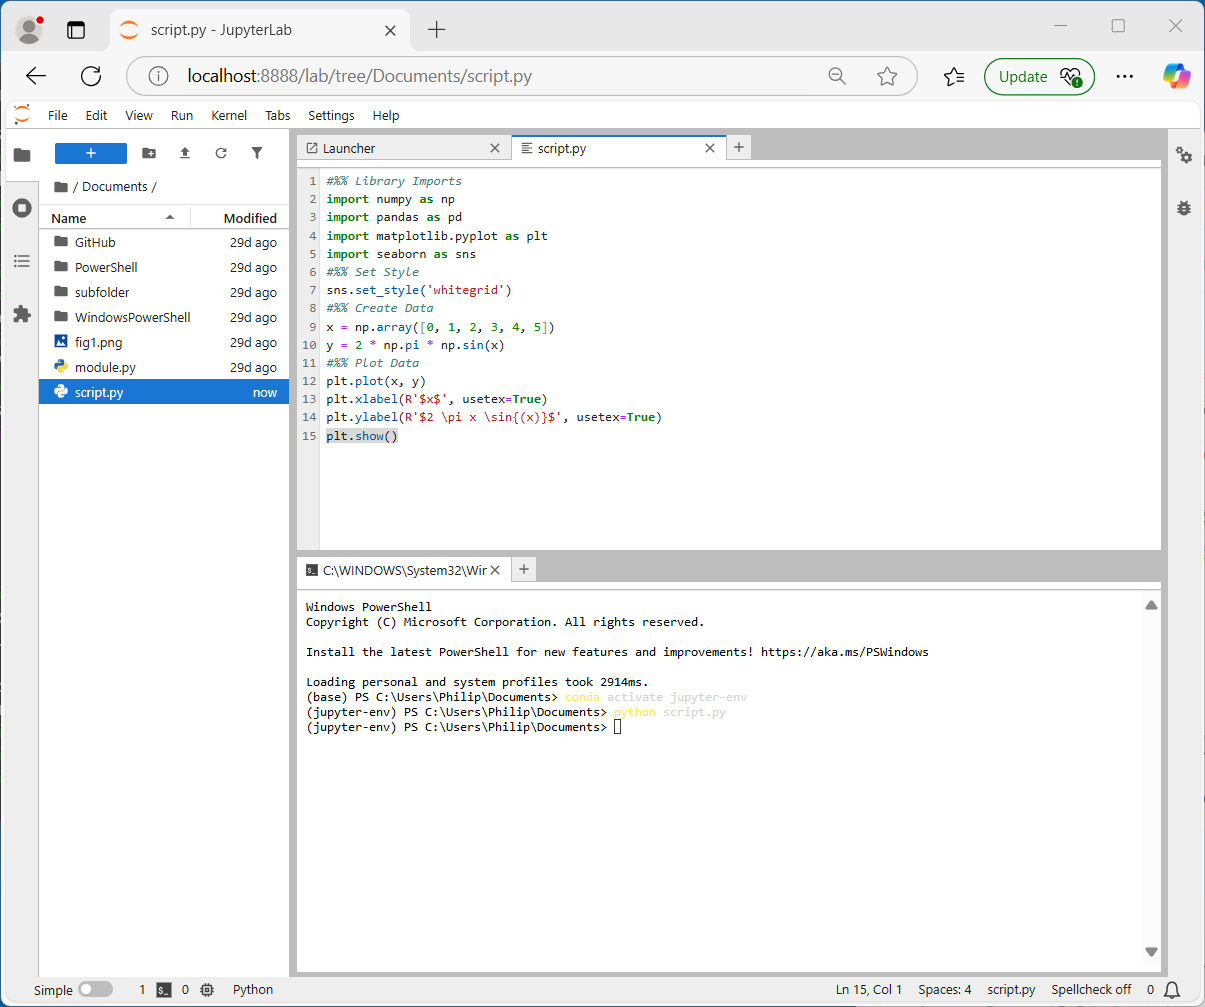 script.py - JupyterLab
localhost:8888/lab/tree/Documents/script.py
Update
File Edit View Run Kernel Tabs Settings Help
/ Documents /
Name Modified
GitHub 29d ago
PowerShell 29d ago
subfolder 29d ago
WindowsPowerShell 29d ago
fig1.png 29d ago
module.py 29d ago
script.py now
Launcher script.py
1 #%% Library Imports
2 import numpy as np
3 import pandas as pd
4 import matplotlib.pyplot as plt
5 import seaborn as sns
6 #%% Set Style
7 sns.set_style('whitegrid')
8 #%% Create Data
9 x = np.array([0, 1, 2, 3, 4, 5])
10 y = 2 * np.pi * np.sin(x)
11 #%% Plot Data
12 plt.plot(x, y)
13 plt.xlabel(R'$x$', usetex=True)
14 plt.ylabel(R'$2 \pi x \sin{(x)}$', usetex=True)
15 plt.show()
C:\WINDOWS\System32\Wir
Windows PowerShell
Copyright (C) Microsoft Corporation. All rights reserved.
Install the latest PowerShell for new features and improvements! https://aka.ms/PSWindows
Loading personal and system profiles took 2914ms.
(base) PS C:\Users\Philip\Documents> conda activate jupyter-env
(jupyter-env) PS C:\Users\Philip\Documents> python script.py
(jupyter-env) PS C:\Users\Philip\Documents>
Simple 1 0 Python Ln 15, Col 1 Spaces: 4 script.py Spellcheck off 0